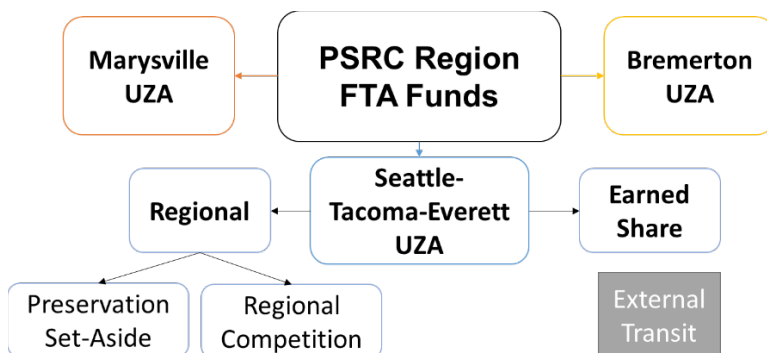 Marysville
UZA
PSRC Region
FTA Funds
Bremerton
UZA
Regional
Seattle-
Tacoma-Everett
UZA
Earned
Share
Preservation
Set-Aside
Regional
Competition
External
Transit